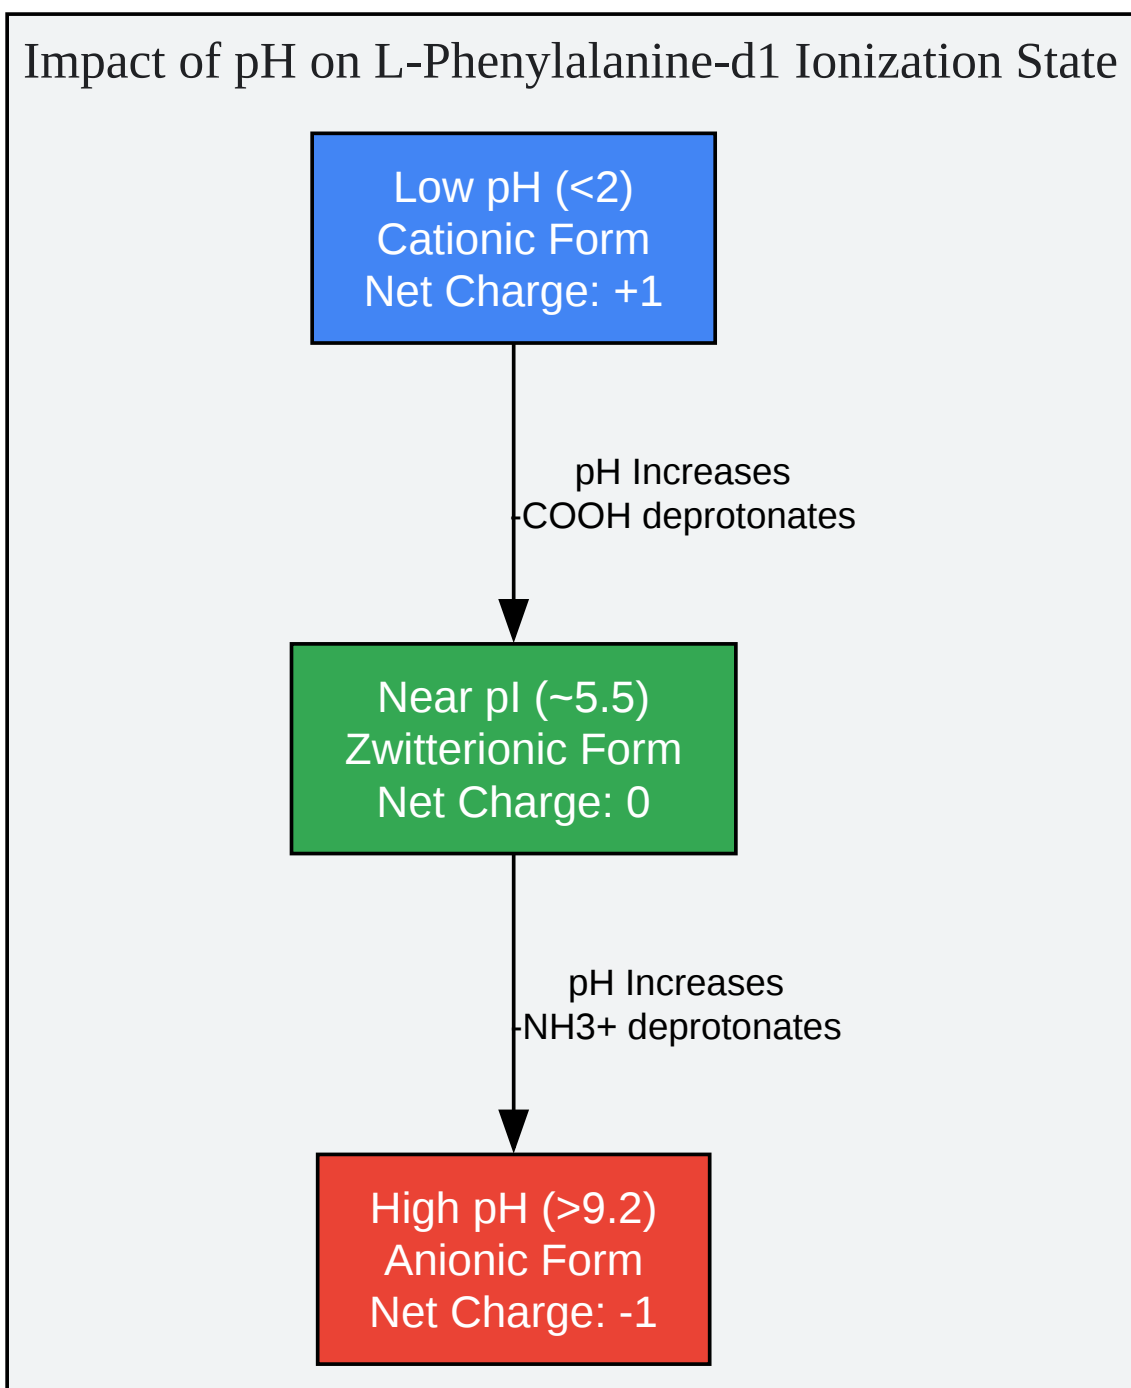 Impact of pH on L-Phenylalanine-d1 Ionization State
Low pH (<2)
Cationic Form
Net Charge: +1
pH Increases
-COOH deprotonates
Near pI (~5.5)
Zwitterionic Form
Net Charge: 0
pH Increases
-NH3+ deprotonates
High pH (>9.2)
Anionic Form
Net Charge: -1